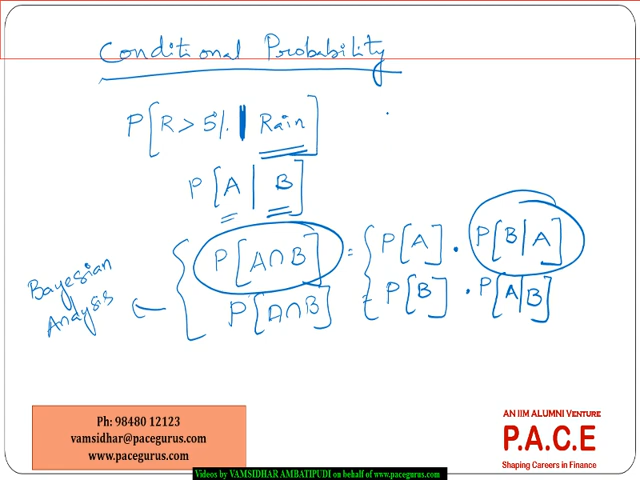 Conditional Probability
P[R > 5% | Rain]
P[A | B]
P[A∩B] = P[A] • P[B|A]
P[A∩B] P[B] • P[A|B]
Bayesian
Analysis
Ph: 98480 12123
vamsidhar@pacegurus.com
www.pacegurus.com
AN IIM ALUMNI VENTURE
P.A.C.E
Shaping Careers in Finance
Videos by VAMSIDHAR AMBATIPUDI on behalf of www.pacegurus.com